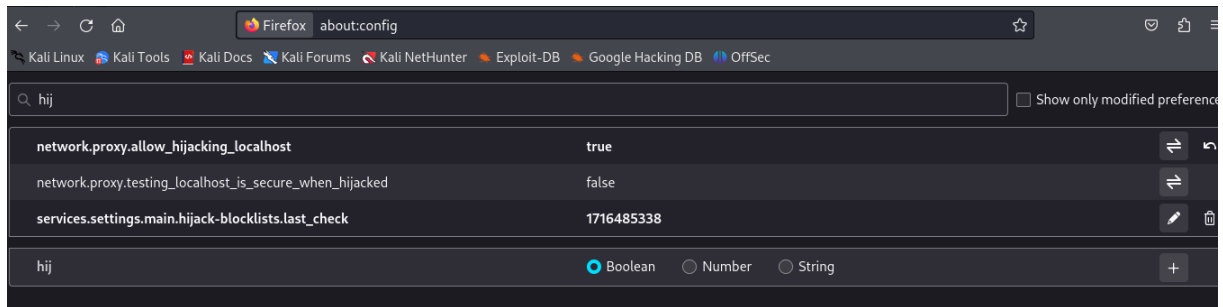 Firefox about:config
Kali Linux Kali Tools Kali Docs Kali Forums Kali NetHunter Exploit-DB Google Hacking DB OffSec
hij Show only modified preference
network.proxy.allow_hijacking_localhost true
network.proxy.testing_localhost_is_secure_when_hijacked false
services.settings.main.hijack-blocklists.last_check 1716485338
hij Boolean Number String